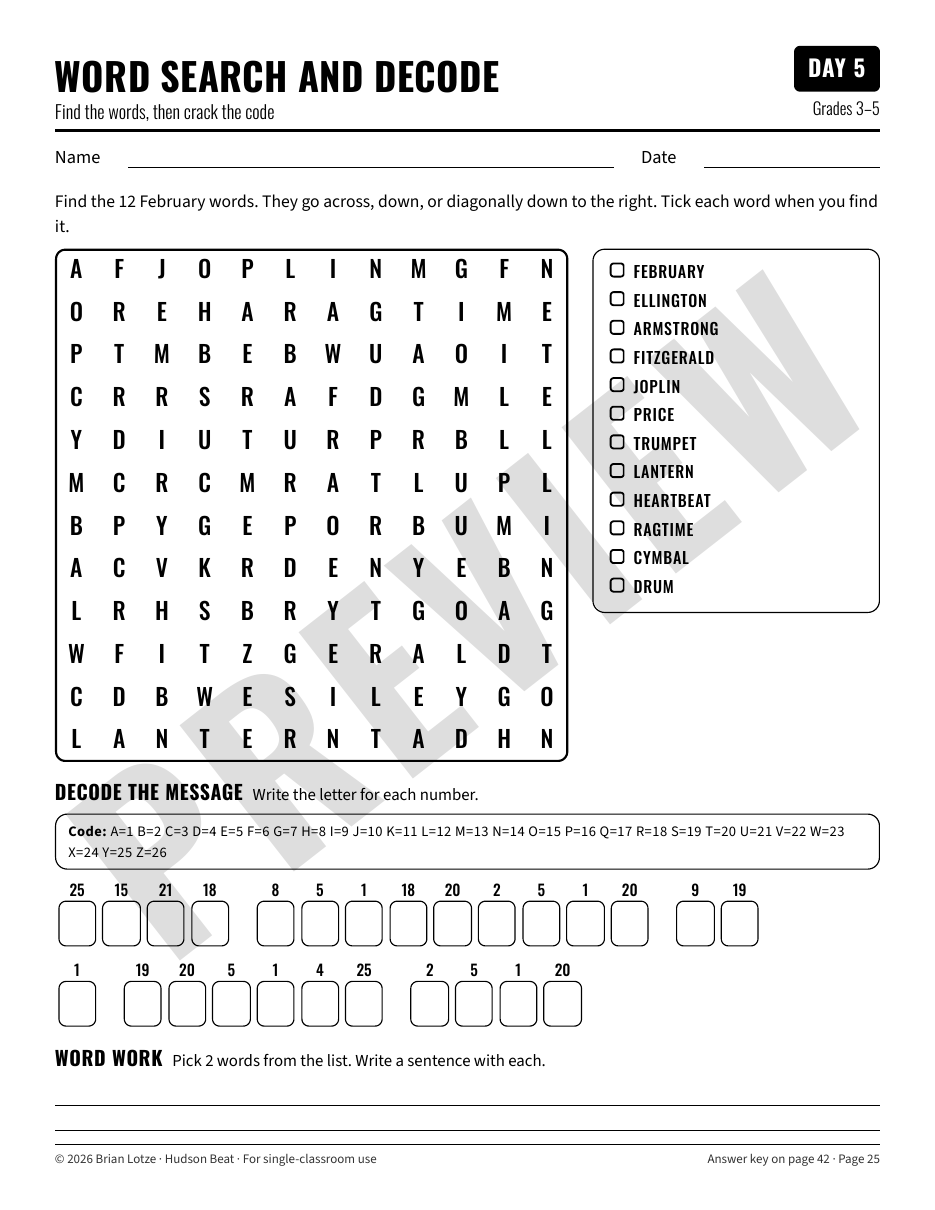 WORD SEARCH AND DECODE
DAY 5
Find the words, then crack the code
Grades 3–5
Name
Date
Find the 12 February words. They go across, down, or diagonally down to the right. Tick each word when you find
it.
A F J O P L I N M G F N
O R E H A R A G T I M E
P T M B E B W U A O I T
C R R S R A F D G M L E
Y D I U T U R P R B L L
M C R C M R A T L U P L
B P Y G E P O R B U M I
A C V K R D E N Y E B N
L R H S B R Y T G O A G
W F I T Z G E R A L D T
C D B W E S I L E Y G O
L A N T E R N T A D H N
FEBRUARY
ELLINGTON
ARMSTRONG
FITZGERALD
JOPLIN
PRICE
TRUMPET
LANTERN
HEARTBEAT
RAGTIME
CYMBAL
DRUM
PREVIEW
DECODE THE MESSAGE Write the letter for each number.
Code: A=1 B=2 C=3 D=4 E=5 F=6 G=7 H=8 I=9 J=10 K=11 L=12 M=13 N=14 O=15 P=16 Q=17 R=18 S=19 T=20 U=21 V=22 W=23
X=24 Y=25 Z=26
25 15 21 18 8 5 1 18 20 2 5 1 20 9 19
1 19 20 5 1 4 25 2 5 1 20
WORD WORK Pick 2 words from the list. Write a sentence with each.
© 2026 Brian Lotze · Hudson Beat · For single-classroom use
Answer key on page 42 · Page 25